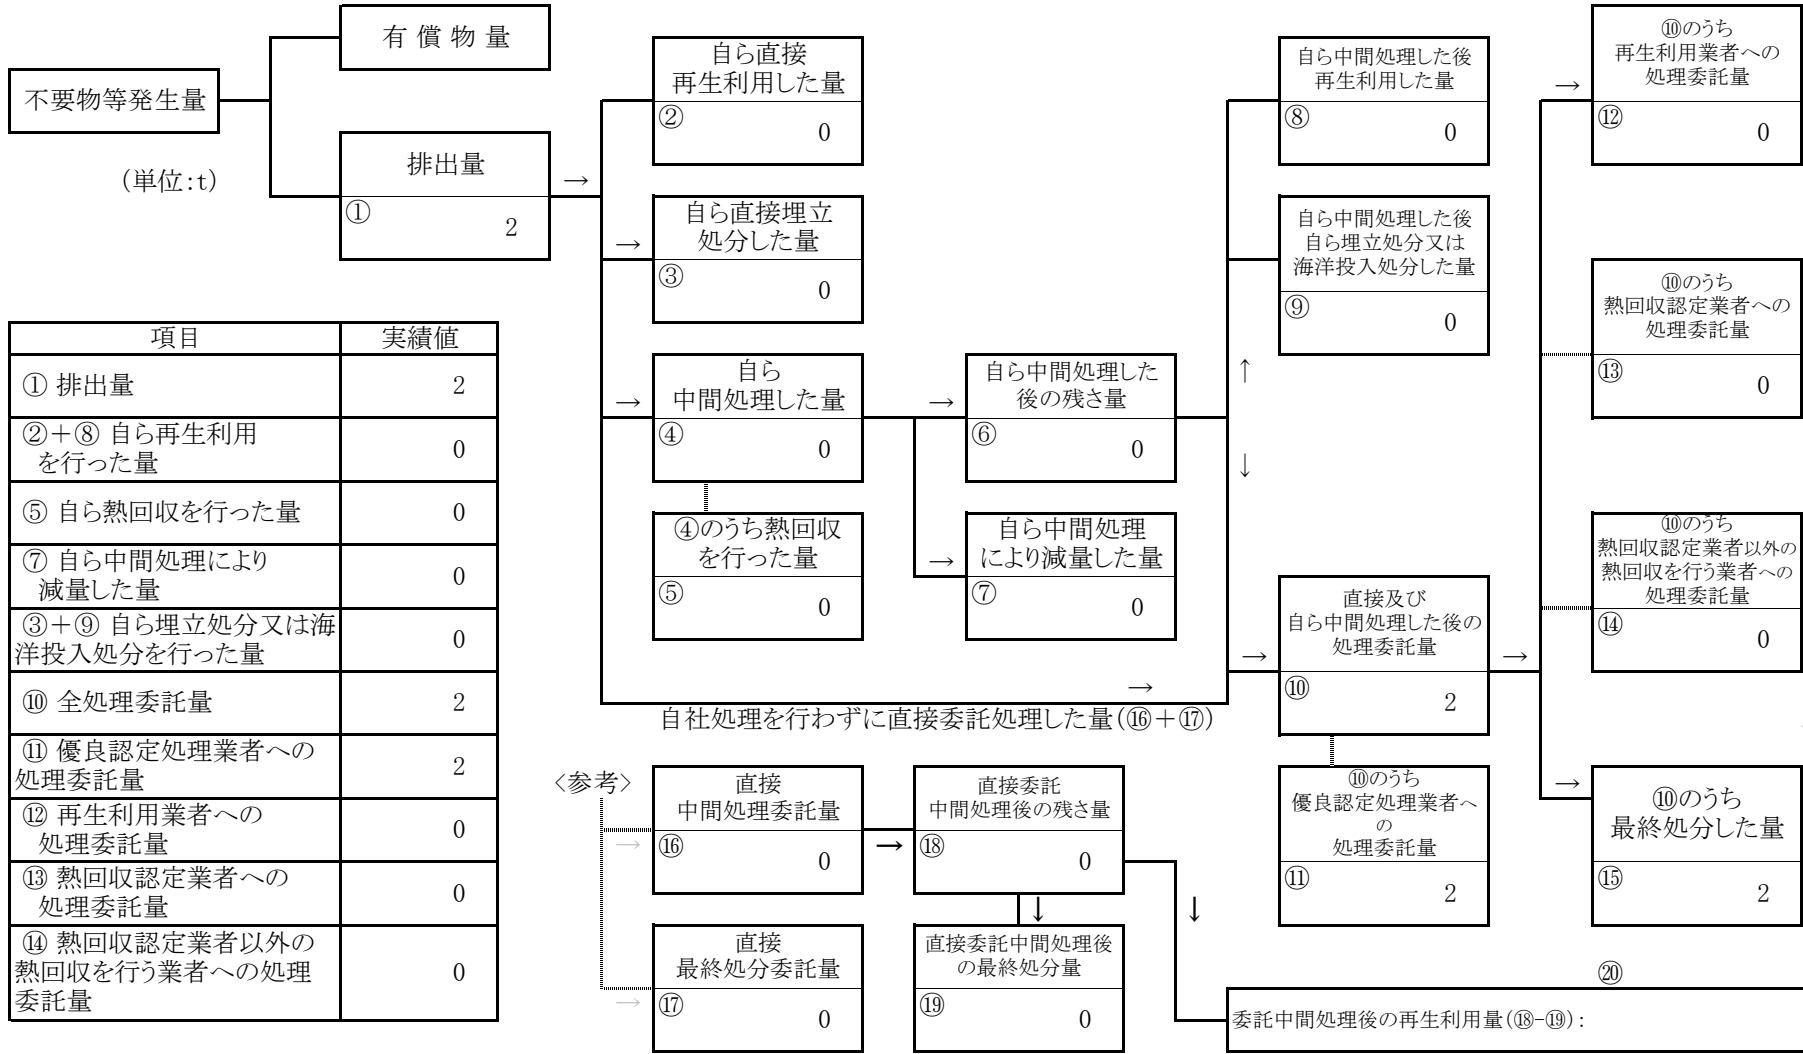 不要物等発生量
(単位:t)
有 償 物 量
排出量
①
2
→
自ら直接
再生利用した量
②
0
→
自ら直接埋立
処分した量
③
0
→
自ら
中間処理した量
④
0
④のうち熱回収
を行った量
⑤
0
→
自ら中間処理した
後の残さ量
⑥
0
→
自ら中間処理
により減量した量
⑦
0
↑
↓
自ら中間処理した後
再生利用した量
⑧
0
自ら中間処理した後
自ら埋立処分又は
海洋投入処分した量
⑨
0
→
自社処理を行わずに直接委託処理した量(⑯+⑰)
→
直接及び
自ら中間処理した後の
処理委託量
⑩
2
⑩のうち
優良認定処理業者へ
の
処理委託量
⑪
2
→
→
⑩のうち
再生利用業者への
処理委託量
⑫
0
⑩のうち
熱回収認定業者への
処理委託量
⑬
0
⑩のうち
熱回収認定業者以外の
熱回収を行う業者への
処理委託量
⑭
0
→
⑩のうち
最終処分した量
⑮
2
項目 実績値
① 排出量 2
②+⑧ 自ら再生利用
を行った量 0
⑤ 自ら熱回収を行った量 0
⑦ 自ら中間処理により
減量した量 0
③+⑨ 自ら埋立処分又は海
洋投入処分を行った量 0
⑩ 全処理委託量 2
⑪ 優良認定処理業者への
処理委託量 2
⑫ 再生利用業者への
処理委託量 0
⑬ 熱回収認定業者への
処理委託量 0
⑭ 熱回収認定業者以外の
熱回収を行う業者への処理
委託量 0
<参考>
→
直接
中間処理委託量
⑯
0
→
直接
最終処分委託量
⑰
0
→
直接委託
中間処理後の残さ量
⑱
0
↓
直接委託中間処理後
の最終処分量
⑲
0
↓
⑳
委託中間処理後の再生利用量(⑱-⑲):